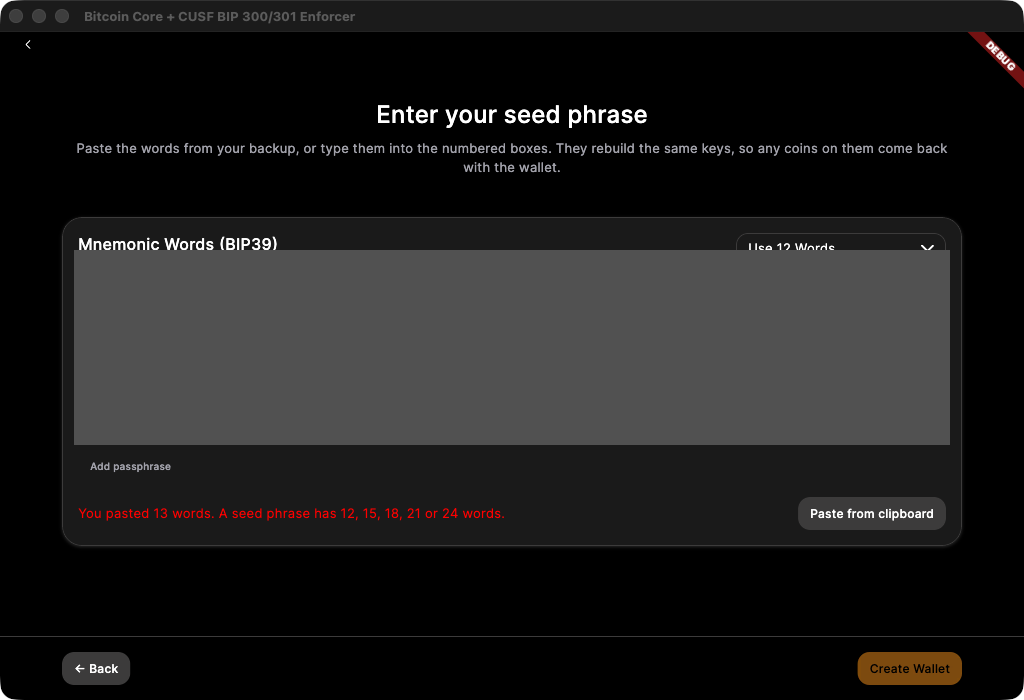 Bitcoin Core + CUSF BIP 300/301 Enforcer
DEBUG
Enter your seed phrase
Paste the words from your backup, or type them into the numbered boxes. They rebuild the same keys, so any coins on them come back
with the wallet.
Mnemonic Words (BIP39)
Use 12 Words
Add passphrase
You pasted 13 words. A seed phrase has 12, 15, 18, 21 or 24 words.
Paste from clipboard
← Back
Create Wallet